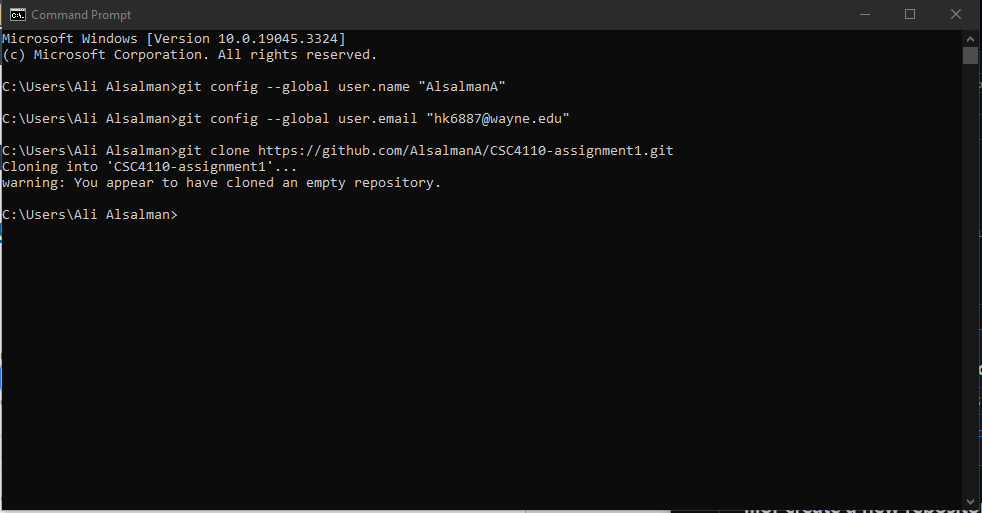 Command Prompt
Microsoft Windows [Version 10.0.19045.3324]
(c) Microsoft Corporation. All rights reserved.
C:\Users\Ali Alsalman>git config --global user.name "AlsalmanA"
C:\Users\Ali Alsalman>git config --global user.email "hk6887@wayne.edu"
C:\Users\Ali Alsalman>git clone https://github.com/AlsalmanA/CSC4110-assignment1.git
Cloning into 'CSC4110-assignment1'...
warning: You appear to have cloned an empty repository.
C:\Users\Ali Alsalman>